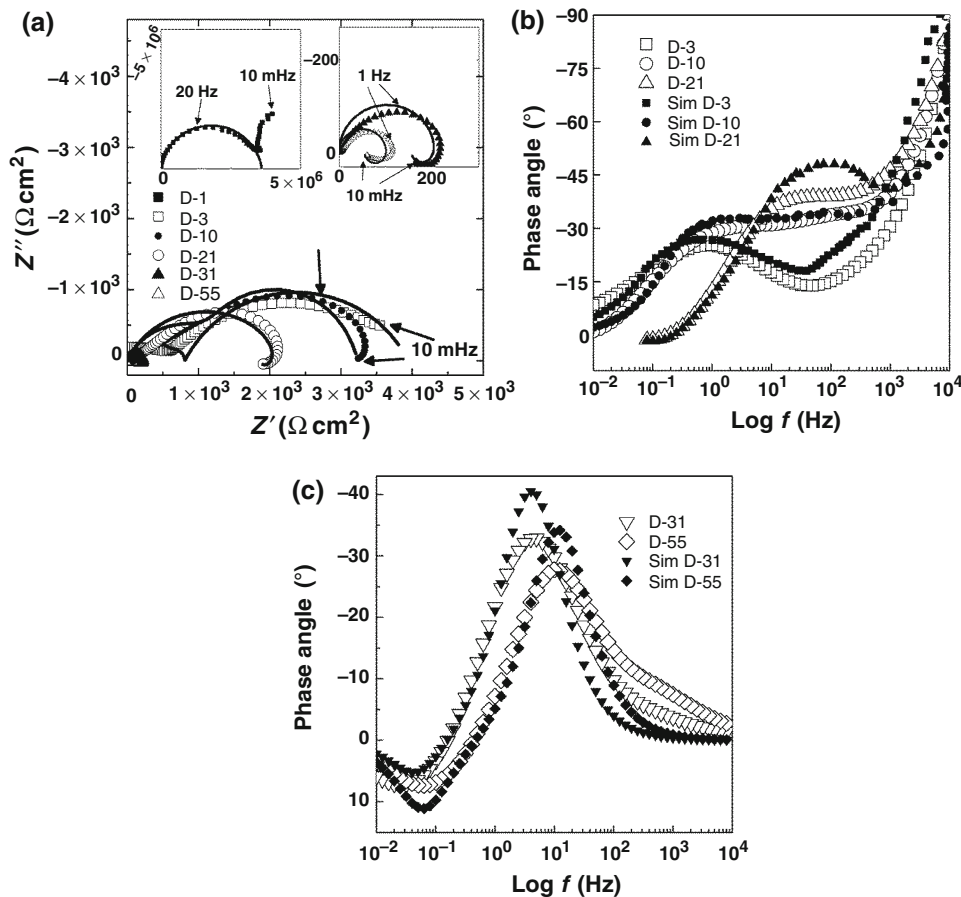 (a)
−5 × 10⁶
20 Hz
10 mHz
5 × 10⁶
−200
1 Hz
0
10 mHz
0
200
−4 × 10³
−3 × 10³
−2 × 10³
−1 × 10³
0
Z″ (Ω cm²)
D-1
D-3
D-10
D-21
D-31
D-55
10 mHz
0
1 × 10³
2 × 10³
3 × 10³
4 × 10³
5 × 10³
Z′ (Ω cm²)
(b)
−90
−75
−60
−45
−30
−15
0
Phase angle (°)
D-3
D-10
D-21
Sim D-3
Sim D-10
Sim D-21
10⁻²
10⁻¹
10⁰
10¹
10²
10³
10⁴
Log f (Hz)
(c)
−40
−30
−20
−10
0
10
Phase angle (°)
D-31
D-55
Sim D-31
Sim D-55
10⁻²
10⁻¹
10⁰
10¹
10²
10³
10⁴
Log f (Hz)